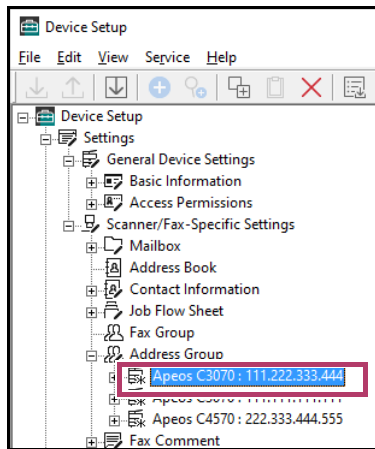 Device Setup
File Edit View Service Help
Device Setup
Settings
General Device Settings
Basic Information
Access Permissions
Scanner/Fax-Specific Settings
Mailbox
Address Book
Contact Information
Job Flow Sheet
Fax Group
Address Group
Apeos C3070 : 111.222.333.444
Apeos C4570 : 222.333.444.555
Fax Comment